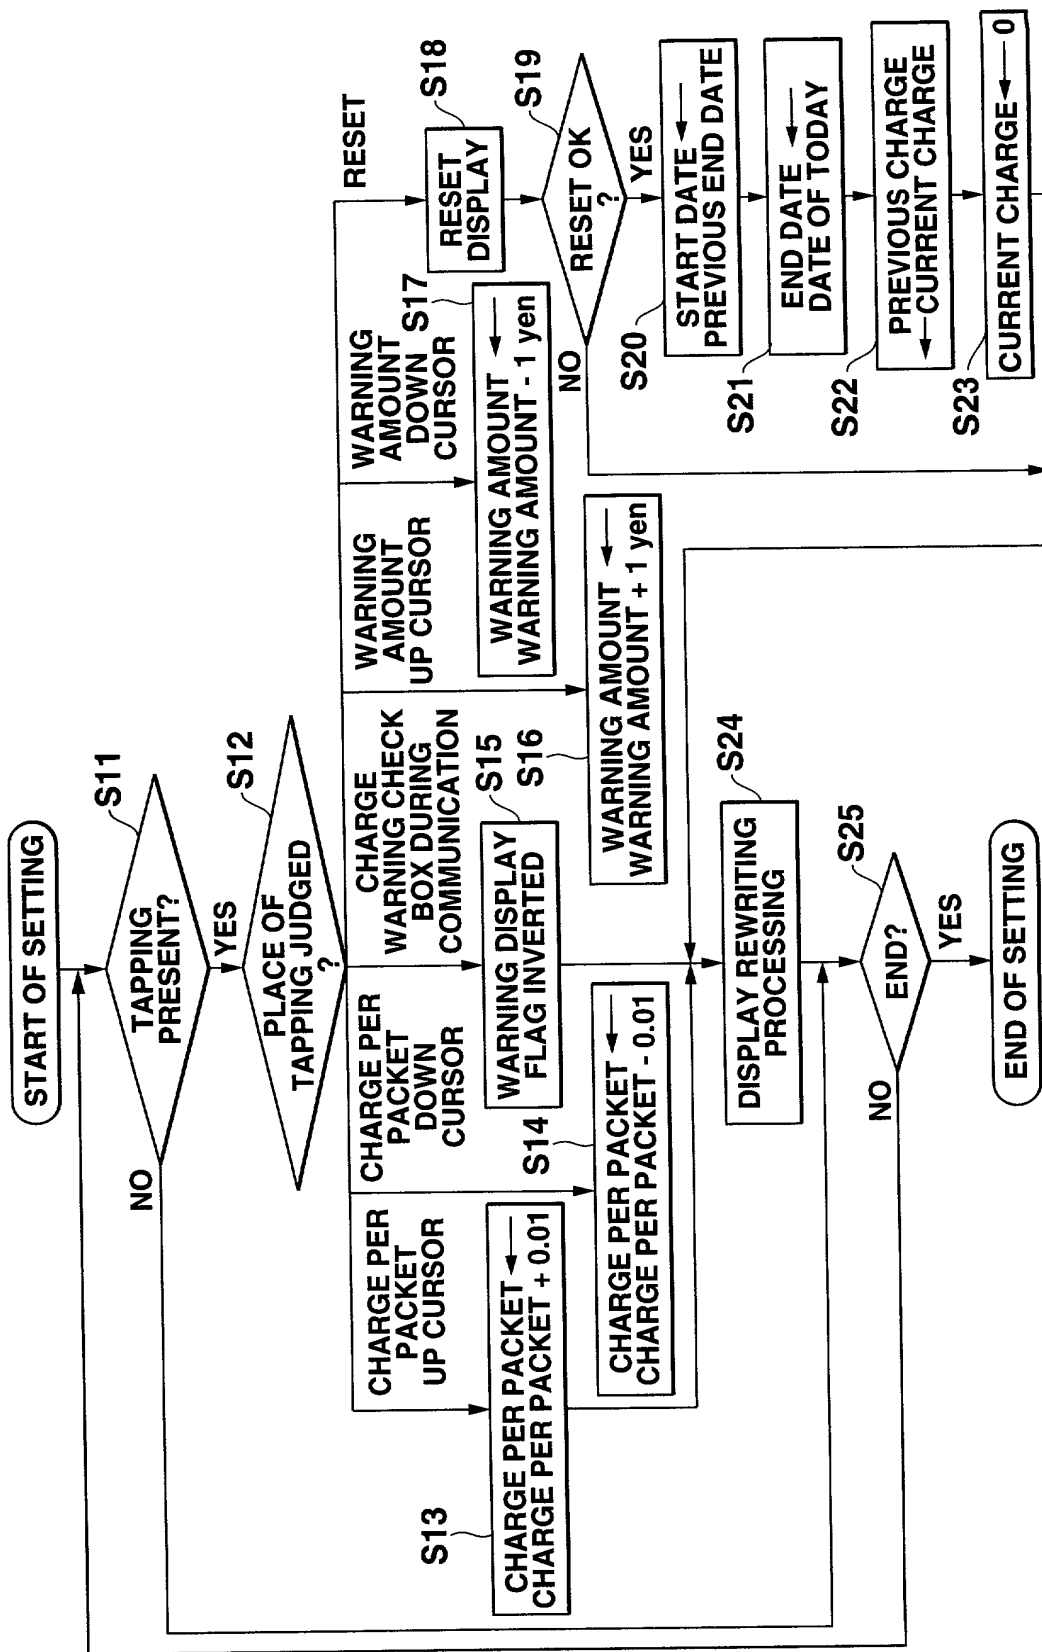 START OF SETTING
S11
TAPPING
PRESENT?
NO
YES
S12
PLACE OF
TAPPING JUDGED
?
CHARGE PER
PACKET
UP CURSOR
CHARGE PER
PACKET
DOWN
CURSOR
CHARGE
WARNING CHECK
BOX DURING
COMMUNICATION
WARNING
AMOUNT
UP CURSOR
WARNING
AMOUNT
DOWN
CURSOR
RESET
S13
CHARGE PER PACKET ←
CHARGE PER PACKET + 0.01
S14
CHARGE PER PACKET ←
CHARGE PER PACKET - 0.01
S15
WARNING DISPLAY
FLAG INVERTED
S16
WARNING AMOUNT ←
WARNING AMOUNT + 1 yen
S17
WARNING AMOUNT ←
WARNING AMOUNT - 1 yen
S18
RESET
DISPLAY
S19
RESET OK
?
NO
YES
S20
START DATE ←
PREVIOUS END DATE
S21
END DATE ←
DATE OF TODAY
S22
PREVIOUS CHARGE
← CURRENT CHARGE
S23
CURRENT CHARGE ← 0
S24
DISPLAY REWRITING
PROCESSING
S25
END?
NO
YES
END OF SETTING